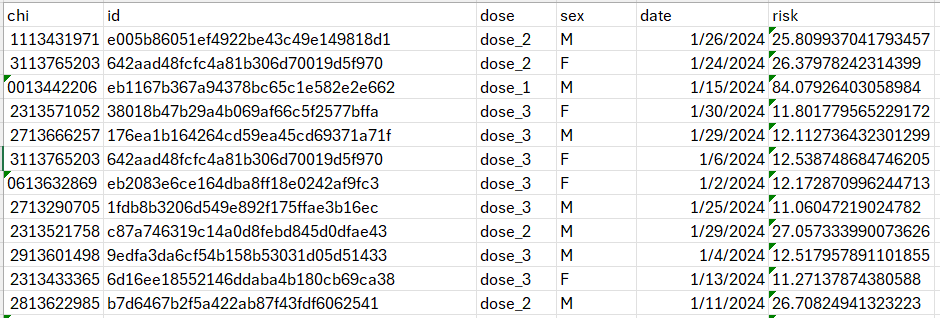 chi id dose sex date risk
1113431971 e005b86051ef4922be43c49e149818d1 dose_2 M 1/26/2024 25.809937041793457
3113765203 642aad48fcfc4a81b306d70019d5f970 dose_2 F 1/24/2024 26.37978242314399
0013442206 eb1167b367a94378bc65c1e582e2e662 dose_1 M 1/15/2024 84.07926403058984
2313571052 38018b47b29a4b069af66c5f2577bffa dose_3 F 1/30/2024 11.801779565229172
2713666257 176ea1b164264cd59ea45cd69371a71f dose_3 M 1/29/2024 12.112736432301299
3113765203 642aad48fcfc4a81b306d70019d5f970 dose_3 F 1/6/2024 12.538748684746205
0613632869 eb2083e6ce164dba8ff18e0242af9fc3 dose_3 F 1/2/2024 12.172870996244713
2713290705 1fdb8b3206d549e892f175ffae3b16ec dose_3 M 1/25/2024 11.06047219024782
2313521758 c87a746319c14a0d8febd845d0dfae43 dose_2 M 1/29/2024 27.057333990073626
2913601498 9edfa3da6cf54b158b53031d05d51433 dose_3 M 1/4/2024 12.517957891101855
2313433365 6d16ee18552146ddaba4b180cb69ca38 dose_3 F 1/13/2024 11.27137874380588
2813622985 b7d6467b2f5a422ab87f43fdf6062541 dose_2 M 1/11/2024 26.70824941323223